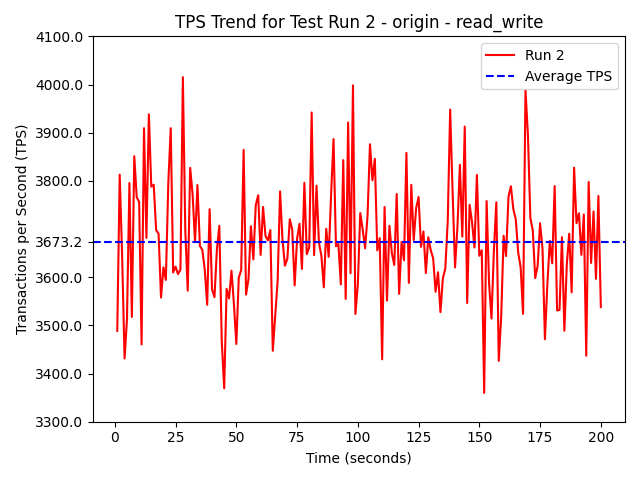 TPS Trend for Test Run 2 - origin - read_write
Run 2
Average TPS
Transactions per Second (TPS)
4100.0
4000.0
3900.0
3800.0
3673.2
3600.0
3500.0
3400.0
3300.0
0 25 50 75 100 125 150 175 200
Time (seconds)